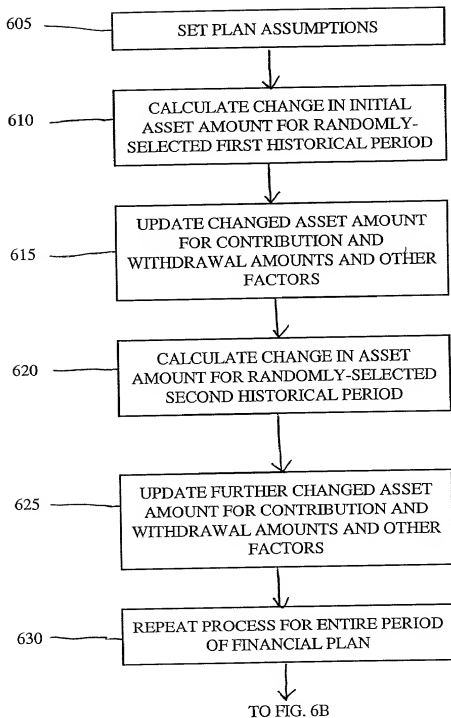 605
SET PLAN ASSUMPTIONS
610
CALCULATE CHANGE IN INITIAL
ASSET AMOUNT FOR RANDOMLY-
SELECTED FIRST HISTORICAL PERIOD
615
UPDATE CHANGED ASSET AMOUNT
FOR CONTRIBUTION AND
WITHDRAWAL AMOUNTS AND OTHER
FACTORS
620
CALCULATE CHANGE IN ASSET
AMOUNT FOR RANDOMLY-SELECTED
SECOND HISTORICAL PERIOD
625
UPDATE FURTHER CHANGED ASSET
AMOUNT FOR CONTRIBUTION AND
WITHDRAWAL AMOUNTS AND OTHER
FACTORS
630
REPEAT PROCESS FOR ENTIRE PERIOD
OF FINANCIAL PLAN
TO FIG. 6B